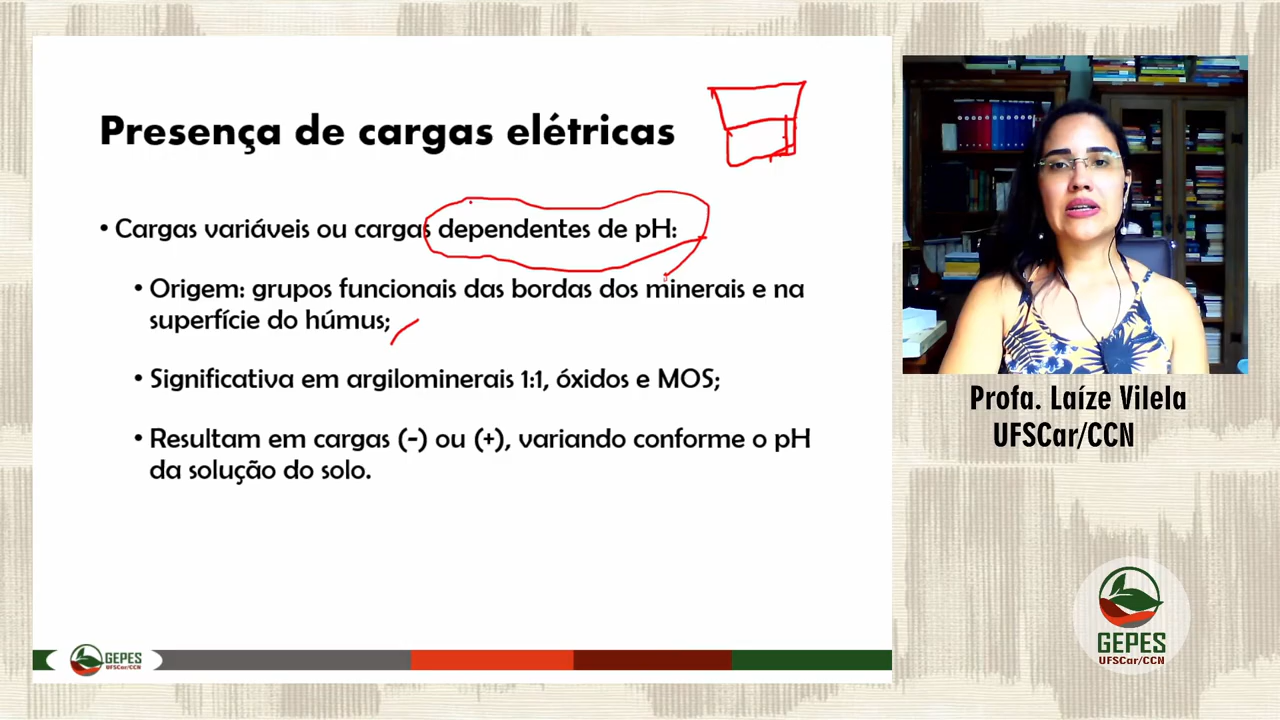 Presença de cargas elétricas
• Cargas variáveis ou cargas dependentes de pH:
• Origem: grupos funcionais das bordas dos minerais e na
superfície do húmus;
• Significativa em argilominerais 1:1, óxidos e MOS;
• Resultam em cargas (-) ou (+), variando conforme o pH
da solução do solo.
GEPES
UFSCar/CCN
Profa. Laíze Vilela
UFSCar/CCN
GEPES
UFSCar/CCN